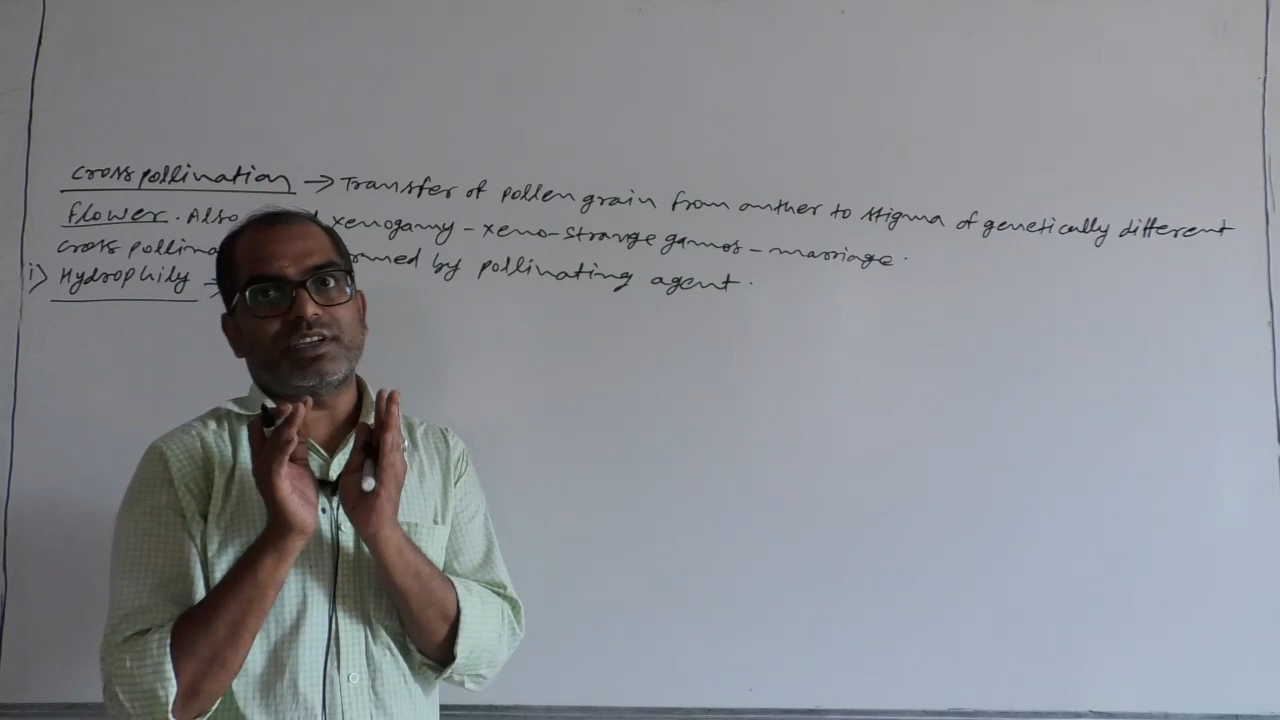 Cross pollination → Transfer of pollen grain from anther to stigma of genetically different
flower. Also xenogamy - xeno-strange gamos - marriage.
cross pollina rmed by pollinating agent.
i) Hydrophily →